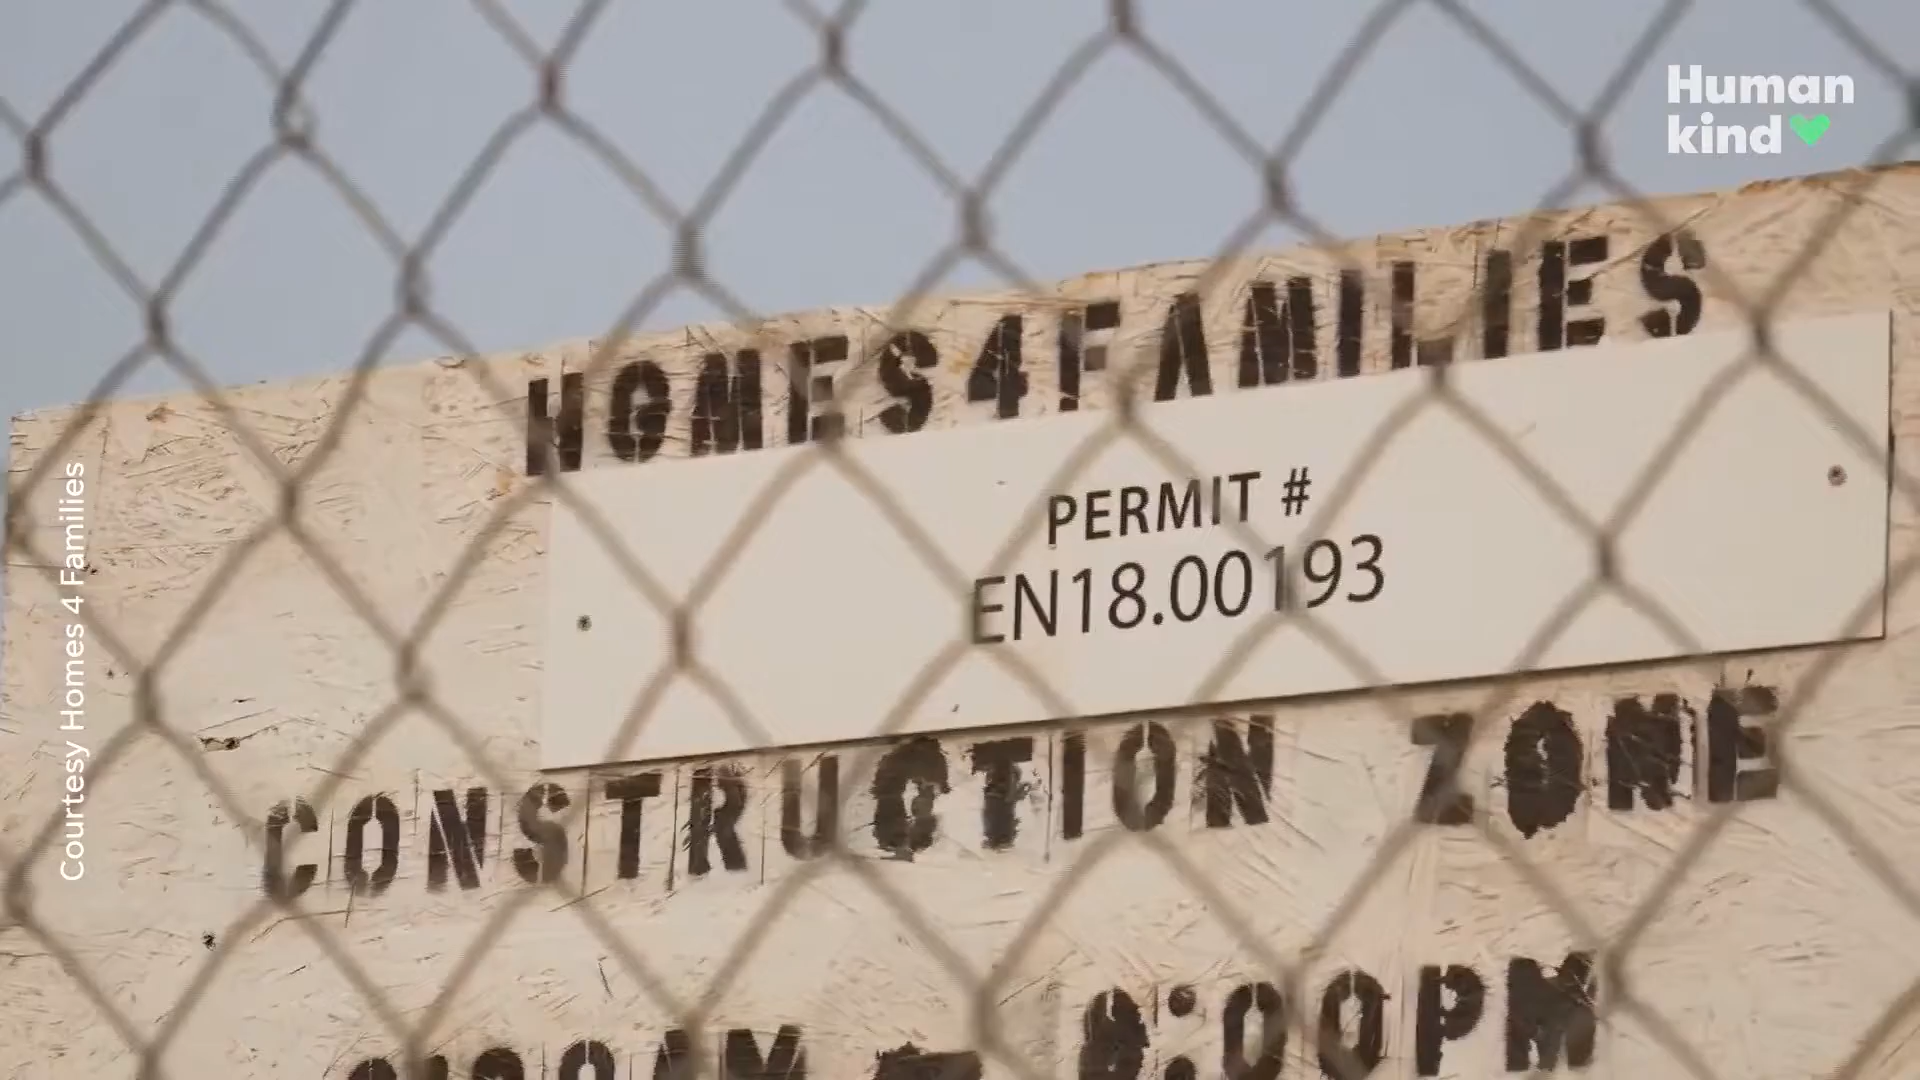 Human
kind
HOMES4FAMILIES
PERMIT #
EN18.00193
CONSTRUCTION ZONE
Courtesy Homes 4 Families